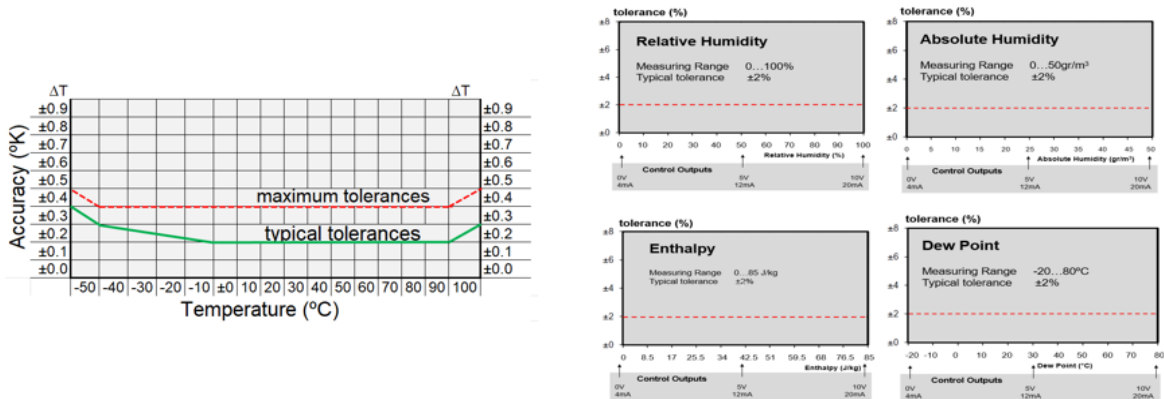 ΔT
ΔT
±0.9
±0.9
±0.8
±0.8
±0.7
±0.7
±0.6
±0.6
±0.5
±0.5
±0.4
±0.4
±0.3
±0.3
±0.2
±0.2
±0.1
±0.1
±0.0
±0.0
Accuracy (ºK)
maximum tolerances
typical tolerances
-50 -40 -30 -20 -10 ±0 10 20 30 40 50 60 70 80 90 100
Temperature (ºC)
tolerance (%)
±8
±6
±4
±2
±0
Relative Humidity
Measuring Range 0...100%
Typical tolerance ±2%
0 10 20 30 40 50 60 70 80 90 100
Relative Humidity (%)
Control Outputs
0V 5V 10V
4mA 12mA 20mA
tolerance (%)
±8
±6
±4
±2
±0
Absolute Humidity
Measuring Range 0...50gr/m³
Typical tolerance ±2%
0 5 10 15 20 25 30 35 40 45 50
Absolute Humidity (gr/m³)
Control Outputs
0V 5V 10V
4mA 12mA 20mA
tolerance (%)
±8
±6
±4
±2
±0
Enthalpy
Measuring Range 0...85 J/kg
Typical tolerance ±2%
0 8.5 17 25.5 34 42.5 51 59.5 68 76.5 85
Enthalpy (J/kg)
Control Outputs
0V 5V 10V
4mA 12mA 20mA
tolerance (%)
±8
±6
±4
±2
±0
Dew Point
Measuring Range -20...80ºC
Typical tolerance ±2%
-20 -10 0 10 20 30 40 50 60 70 80
Dew Point (°C)
Control Outputs
0V 5V 10V
4mA 12mA 20mA